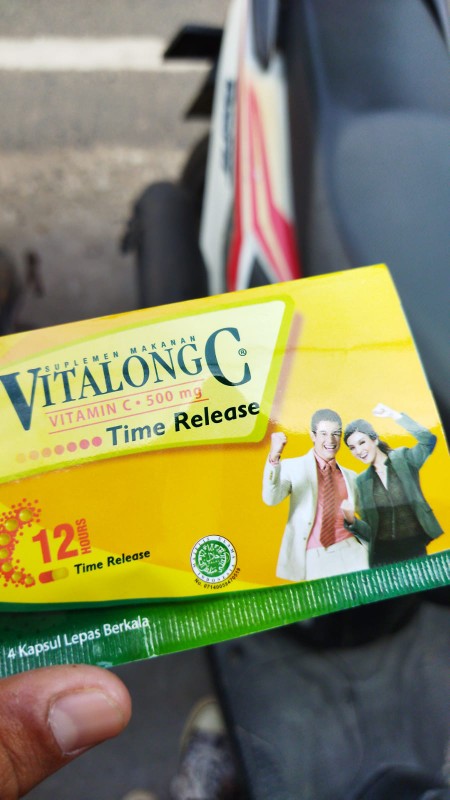 SUPLEMEN MAKANAN
VITALONG C®
VITAMIN C • 500 mg
Time Release
12 HOURS
Time Release
4 Kapsul Lepas Berkala